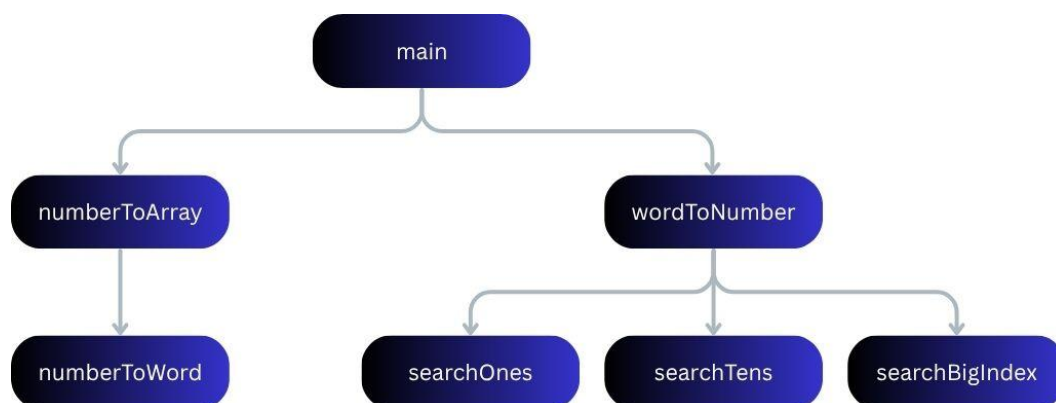 main
numberToArray
wordToNumber
numberToWord
searchOnes
searchTens
searchBigIndex